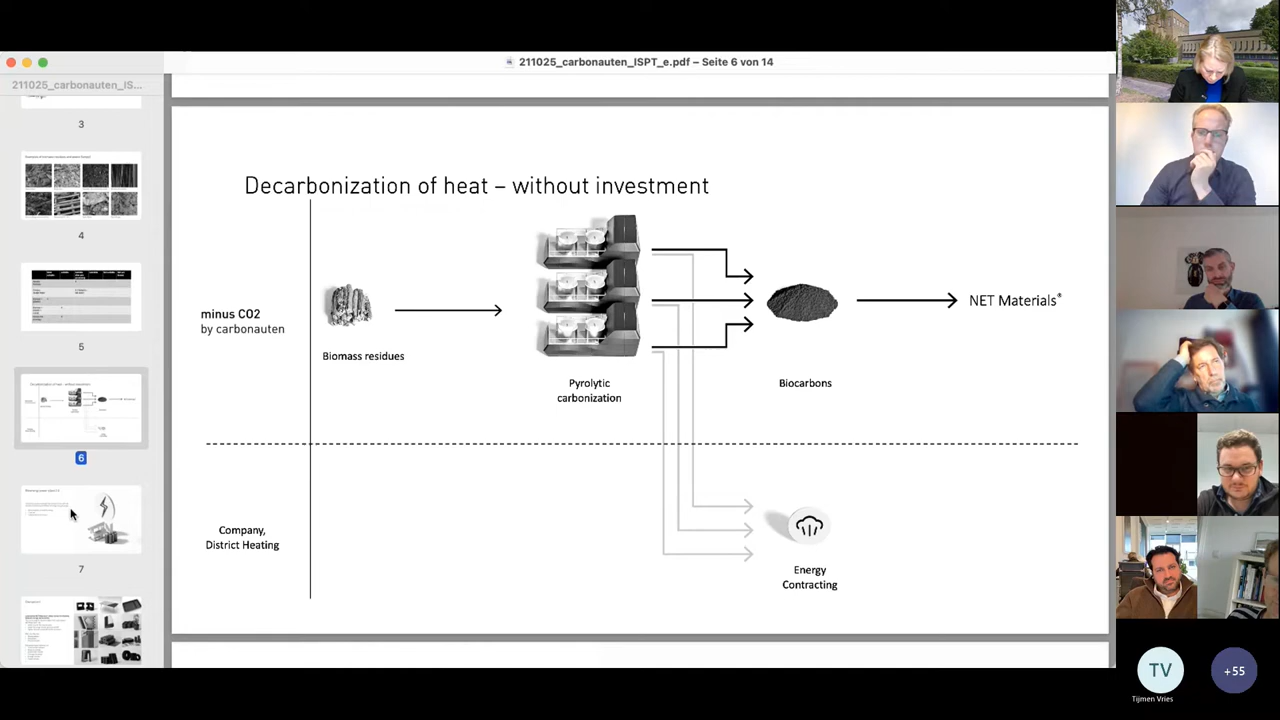 211025_carbonauten_ISPT_e.pdf – Seite 6 von 14
211025_carbonauten_IS...
3
4
5
6
7
Decarbonization of heat – without investment
minus CO2
by carbonauten
Biomass residues
Pyrolytic
carbonization
Biocarbons
NET Materials®
Company,
District Heating
Energy
Contracting
TV
Tijmen Vries
+55